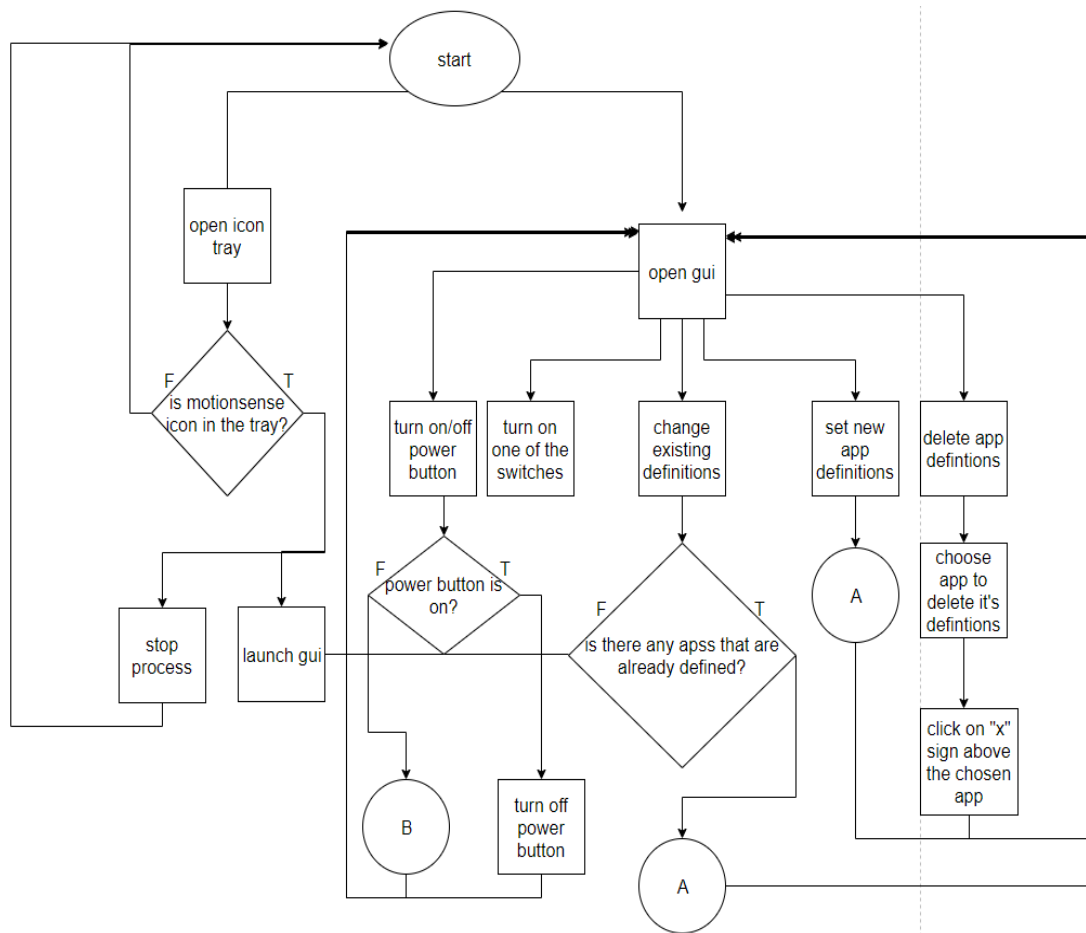 start
open icon
tray
open gui
F
T
is motionsense
icon in the tray?
turn on/off
power
button
turn on
one of the
switches
change
existing
definitions
set new
app
definitions
delete app
defintions
F
T
power button is
on?
F
T
is there any apss that are
already defined?
A
choose
app to
delete it's
defintions
stop
process
launch gui
click on "x"
sign above
the chosen
app
B
turn off
power
button
A